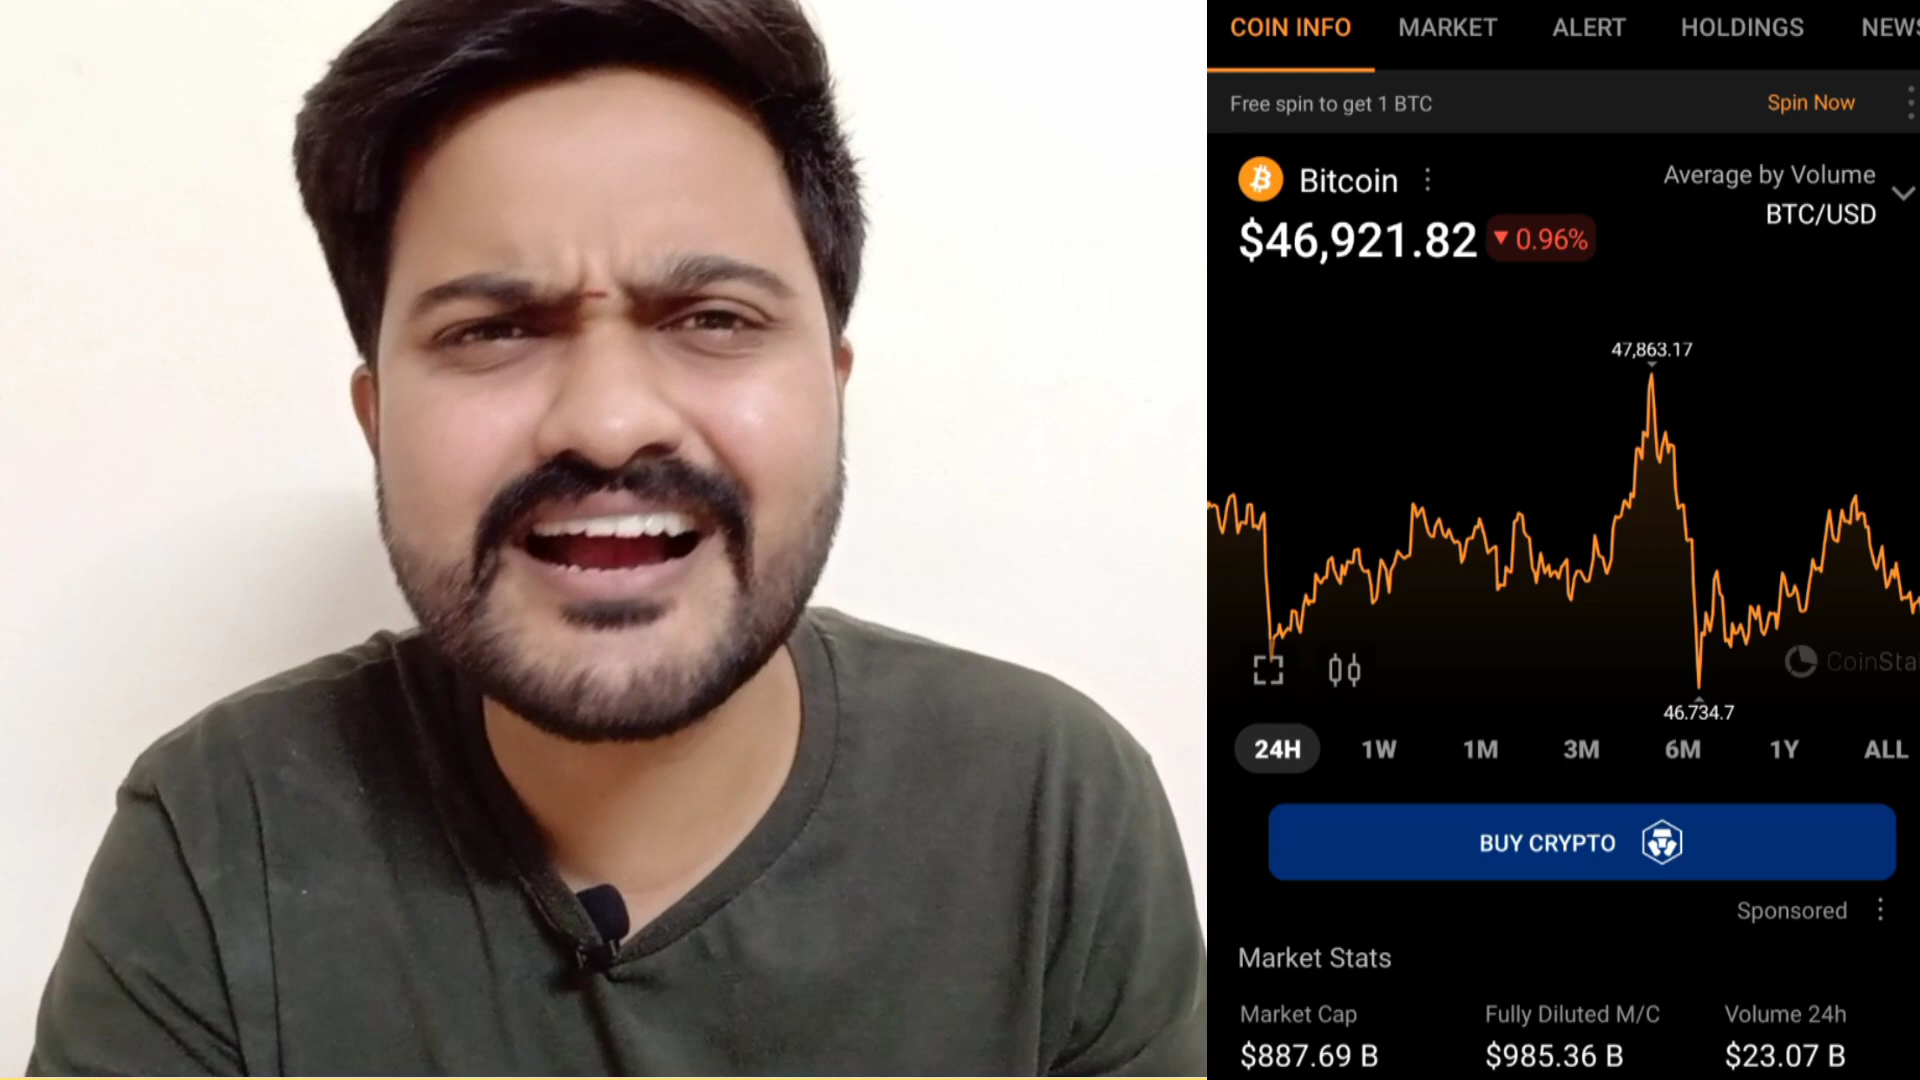 COIN INFO MARKET ALERT HOLDINGS NEWS
Free spin to get 1 BTC Spin Now
Bitcoin
Average by Volume
BTC/USD
$46,921.82 ▼ 0.96%
47,863.17
CoinSta
46.734.7
24H 1W 1M 3M 6M 1Y ALL
BUY CRYPTO
Sponsored
Market Stats
Market Cap Fully Diluted M/C Volume 24h
$887.69 B $985.36 B $23.07 B